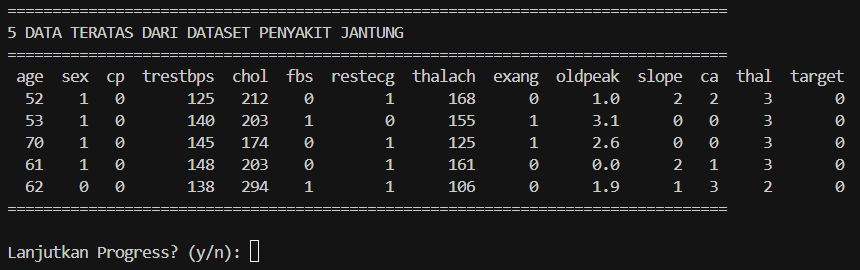 ================================================================================
5 DATA TERATAS DARI DATASET PENYAKIT JANTUNG
================================================================================
age sex cp trestbps chol fbs restecg thalach exang oldpeak slope ca thal target
52 1 0 125 212 0 1 168 0 1.0 2 2 3 0
53 1 0 140 203 1 0 155 1 3.1 0 0 3 0
70 1 0 145 174 0 1 125 1 2.6 0 0 3 0
61 1 0 148 203 0 1 161 0 0.0 2 1 3 0
62 0 0 138 294 1 1 106 0 1.9 1 3 2 0
================================================================================
Lanjutkan Progress? (y/n):